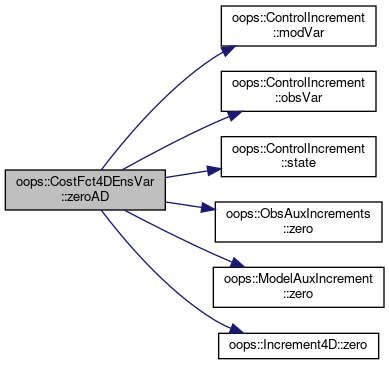 oops::ControlIncrement
::modVar
oops::ControlIncrement
::obsVar
oops::CostFct4DEnsVar
::zeroAD
oops::ControlIncrement
::state
oops::ObsAuxIncrements
::zero
oops::ModelAuxIncrement
::zero
oops::Increment4D::zero